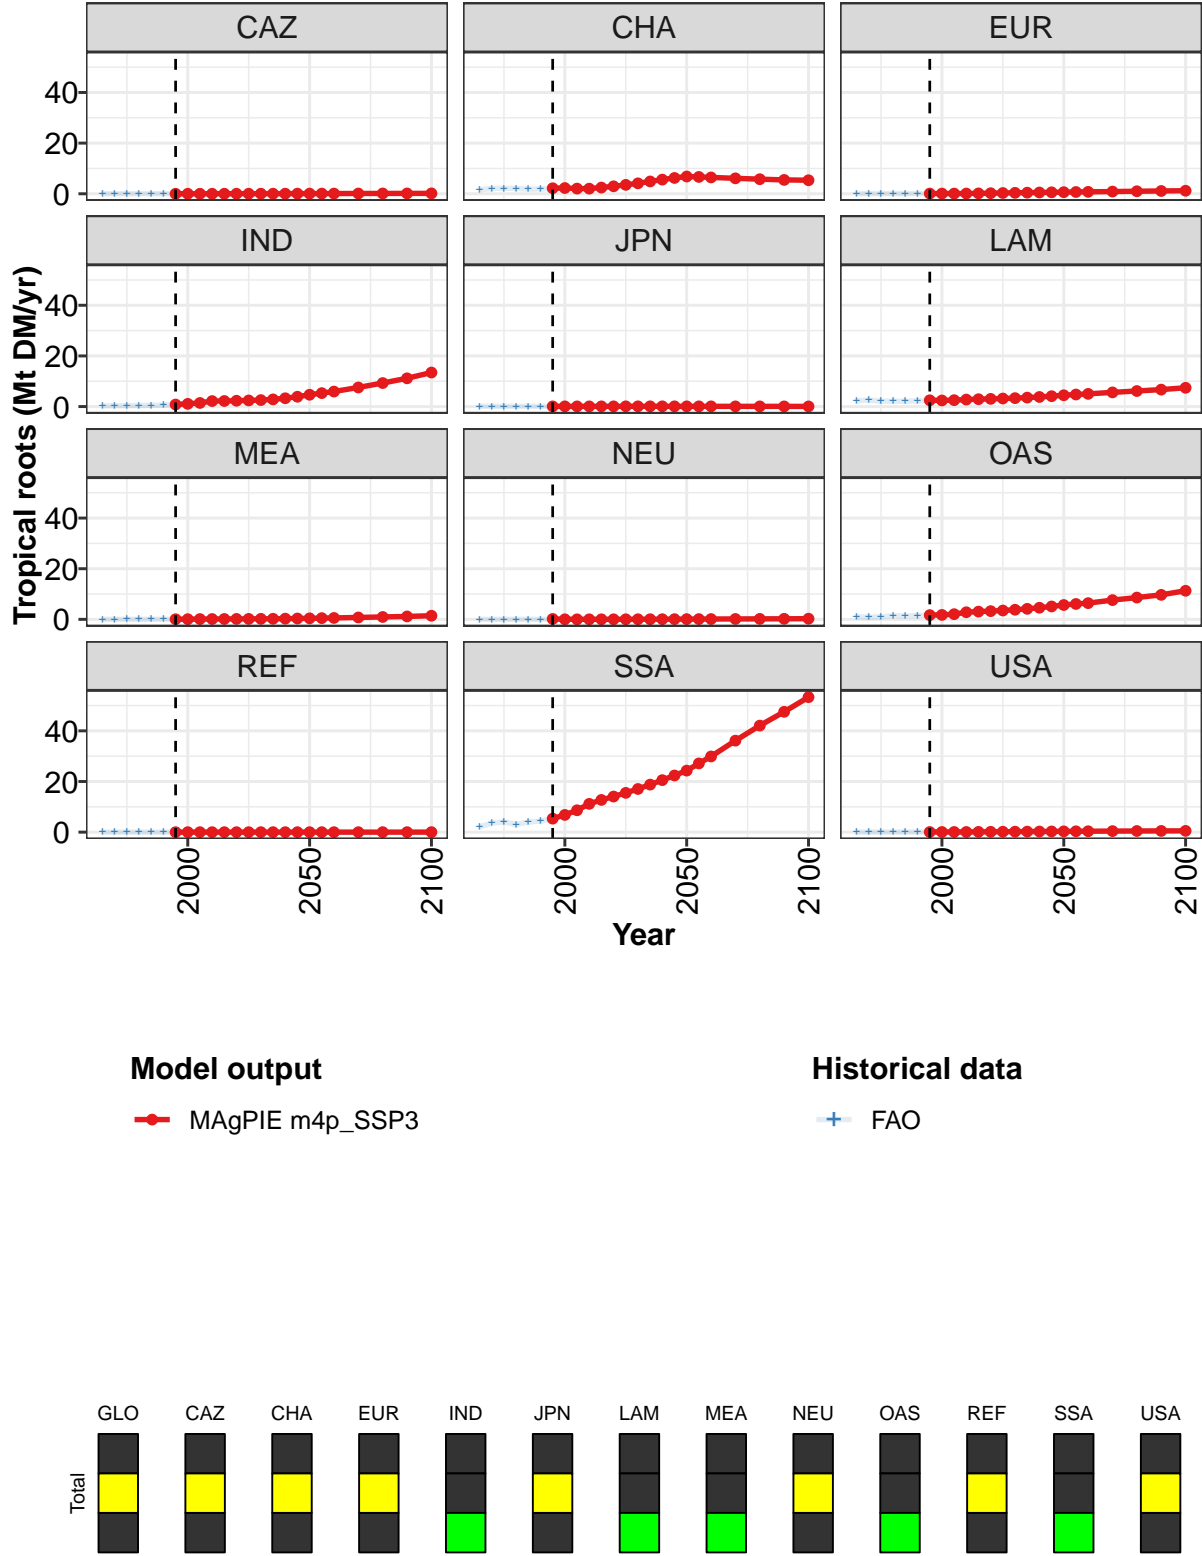 CAZ CHA EUR
40
20
0
IND JPN LAM
40
20
0
MEA NEU OAS
40
20
0
REF SSA USA
40
20
0
Tropical roots (Mt DM/yr)
2000 2050 2100 2000 2050 2100 2000 2050 2100
Year
Model output Historical data
MAgPIE m4p_SSP3 FAO
GLO CAZ CHA EUR IND JPN LAM MEA NEU OAS REF SSA USA
Total